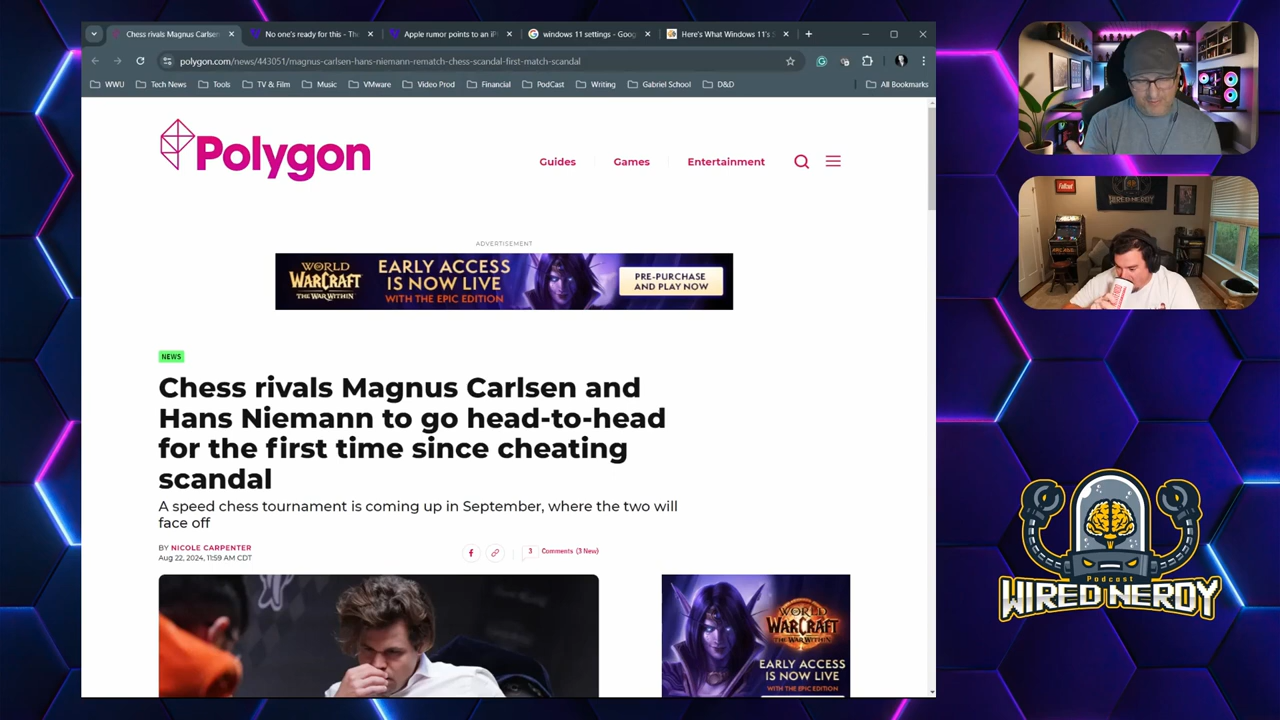 Chess rivals Magnus Carlsen
No one's ready for this - The
Apple rumor points to an iP
windows 11 settings - Goog
Here's What Windows 11's S
polygon.com/news/443051/magnus-carlsen-hans-niemann-rematch-chess-scandal-first-match-scandal
WWU
Tech News
Tools
TV & Film
Music
VMware
Video Prod
Financial
PodCast
Writing
Gabriel School
D&D
All Bookmarks
Polygon
Guides
Games
Entertainment
ADVERTISEMENT
WORLD
WARCRAFT
THE WAR WITHIN
EARLY ACCESS
IS NOW LIVE
WITH THE EPIC EDITION
PRE-PURCHASE
AND PLAY NOW
NEWS
Chess rivals Magnus Carlsen and
Hans Niemann to go head-to-head
for the first time since cheating
scandal
A speed chess tournament is coming up in September, where the two will
face off
BY NICOLE CARPENTER
Aug 22, 2024, 11:59 AM CDT
3 Comments (3 New)
WORLD
WARCRAFT
THE WAR WITHIN
EARLY ACCESS
IS NOW LIVE
WITH THE EPIC EDITION
Fallout
WIRED NERDY
ARCADE
Podcast
WIRED NERDY